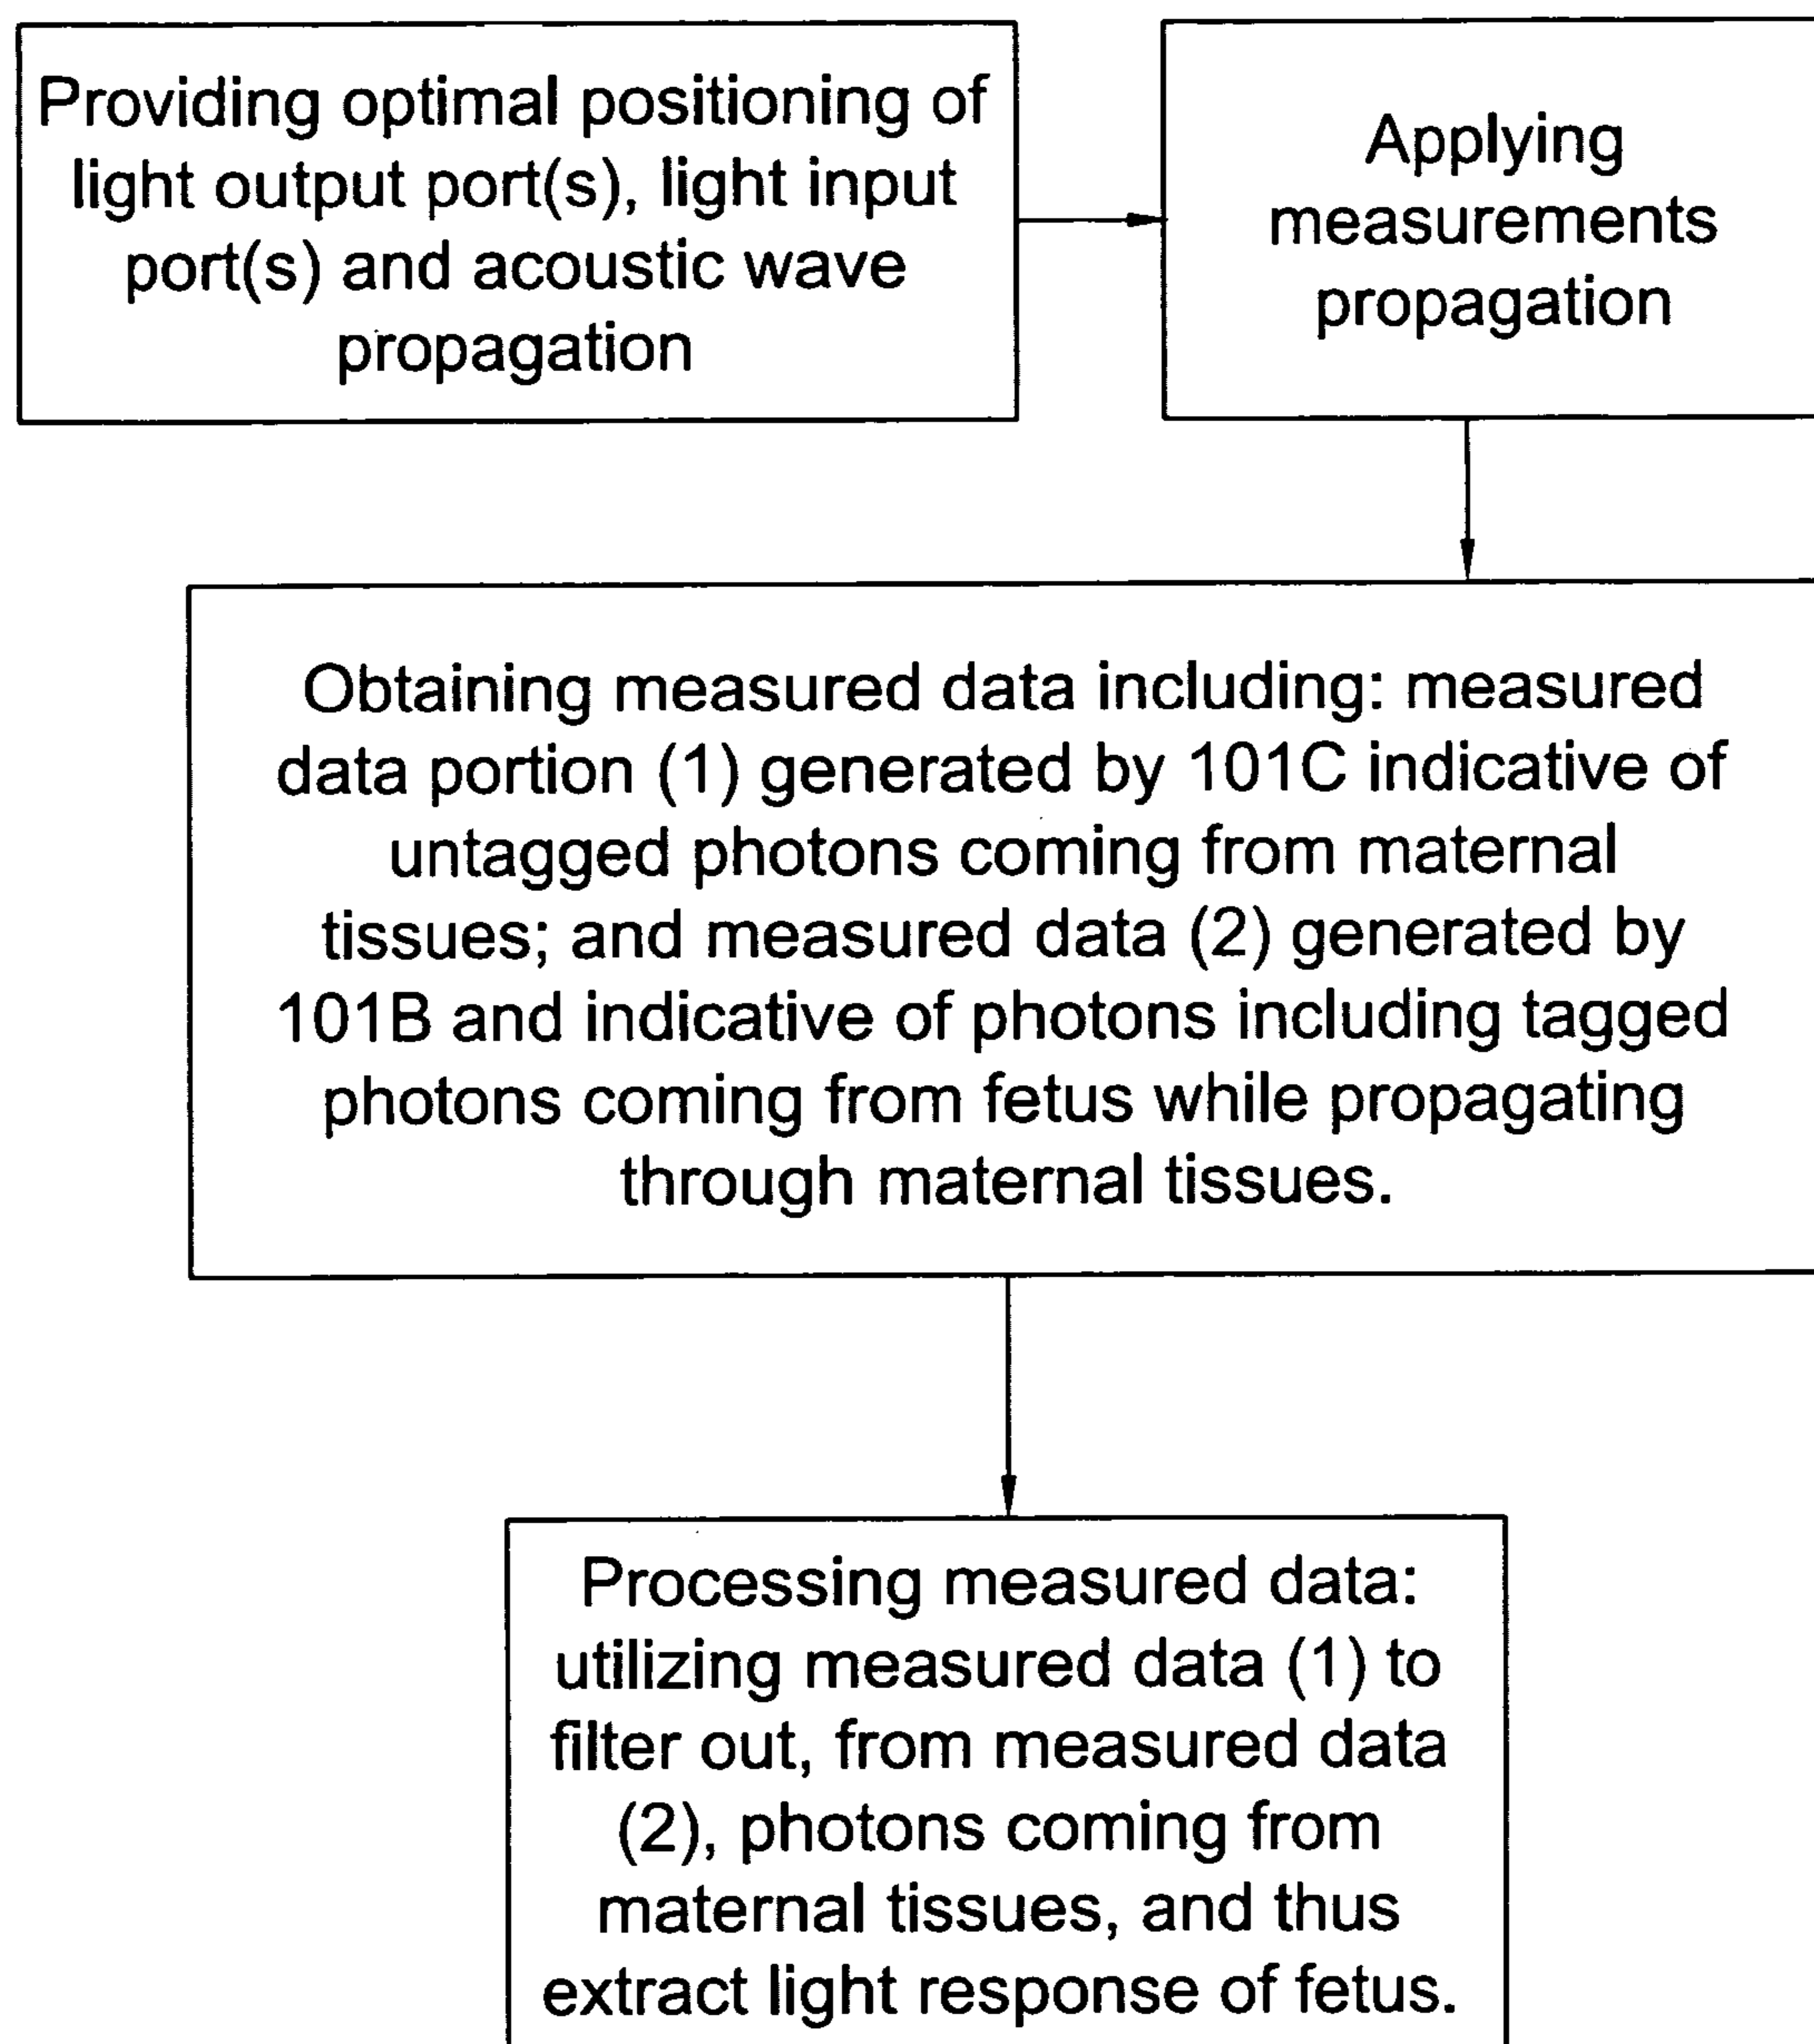 Providing optimal positioning of
light output port(s), light input
port(s) and acoustic wave
propagation
Applying
measurements
propagation
Obtaining measured data including: measured
data portion (1) generated by 101C indicative of
untagged photons coming from maternal
tissues; and measured data (2) generated by
101B and indicative of photons including tagged
photons coming from fetus while propagating
through maternal tissues.
Processing measured data:
utilizing measured data (1) to
filter out, from measured data
(2), photons coming from
maternal tissues, and thus
extract light response of fetus.